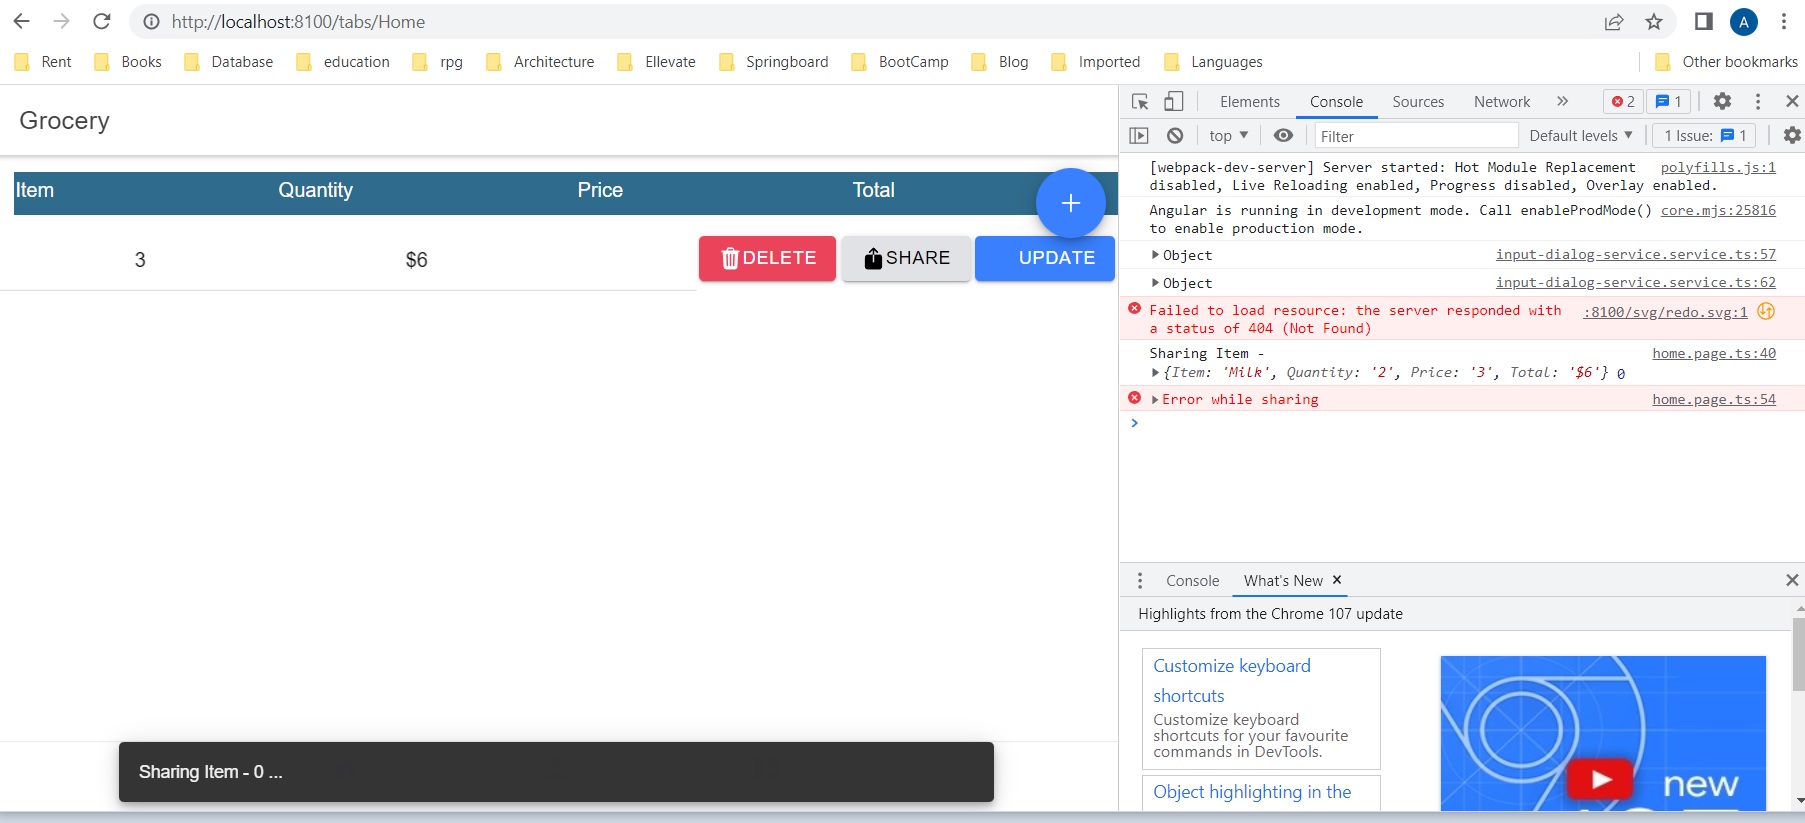 http://localhost:8100/tabs/Home
A
Rent Books Database education rpg Architecture Ellevate Springboard BootCamp Blog Imported Languages Other bookmarks
Grocery
Item Quantity Price Total
+
3 $6 DELETE SHARE UPDATE
Sharing Item - 0 ...
Elements Console Sources Network 2 1
top Filter Default levels 1 Issue: 1
[webpack-dev-server] Server started: Hot Module Replacement polyfills.js:1
disabled, Live Reloading enabled, Progress disabled, Overlay enabled.
Angular is running in development mode. Call enableProdMode() core.mjs:25816
to enable production mode.
Object input-dialog-service.service.ts:57
Object input-dialog-service.service.ts:62
Failed to load resource: the server responded with :8100/svg/redo.svg:1
a status of 404 (Not Found)
Sharing Item - home.page.ts:40
{Item: 'Milk', Quantity: '2', Price: '3', Total: '$6'} 0
Error while sharing home.page.ts:54
Console What's New
Highlights from the Chrome 107 update
Customize keyboard
shortcuts
Customize keyboard
shortcuts for your favourite
commands in DevTools.
Object highlighting in the
new